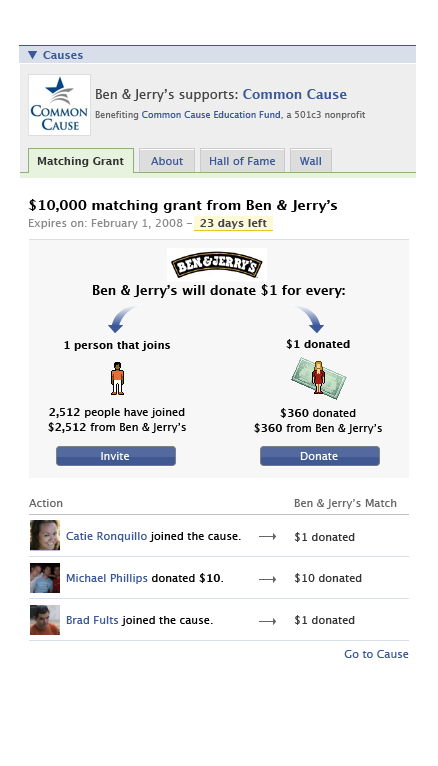 ▼ Causes
COMMON
CAUSE
Ben & Jerry's supports: Common Cause
Benefiting Common Cause Education Fund, a 501c3 nonprofit
Matching Grant About Hall of Fame Wall
$10,000 matching grant from Ben & Jerry's
Expires on: February 1, 2008 – 23 days left
BEN & JERRY'S
Ben & Jerry's will donate $1 for every:
1 person that joins
2,512 people have joined
$2,512 from Ben & Jerry's
Invite
$1 donated
$360 donated
$360 from Ben & Jerry's
Donate
Action Ben & Jerry's Match
Catie Ronquillo joined the cause. → $1 donated
Michael Phillips donated $10. → $10 donated
Brad Fults joined the cause. → $1 donated
Go to Cause